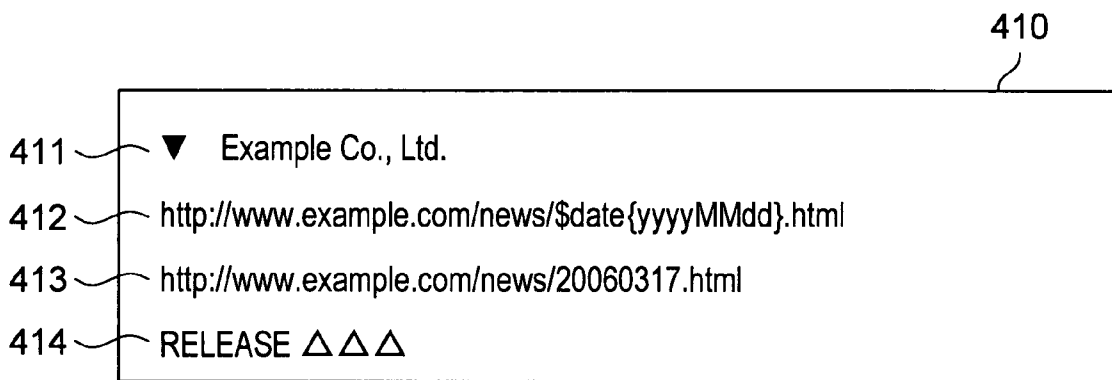 410
411 ▼ Example Co., Ltd.
412 http://www.example.com/news/$date{yyyyMMdd}.html
413 http://www.example.com/news/20060317.html
414 RELEASE △△△